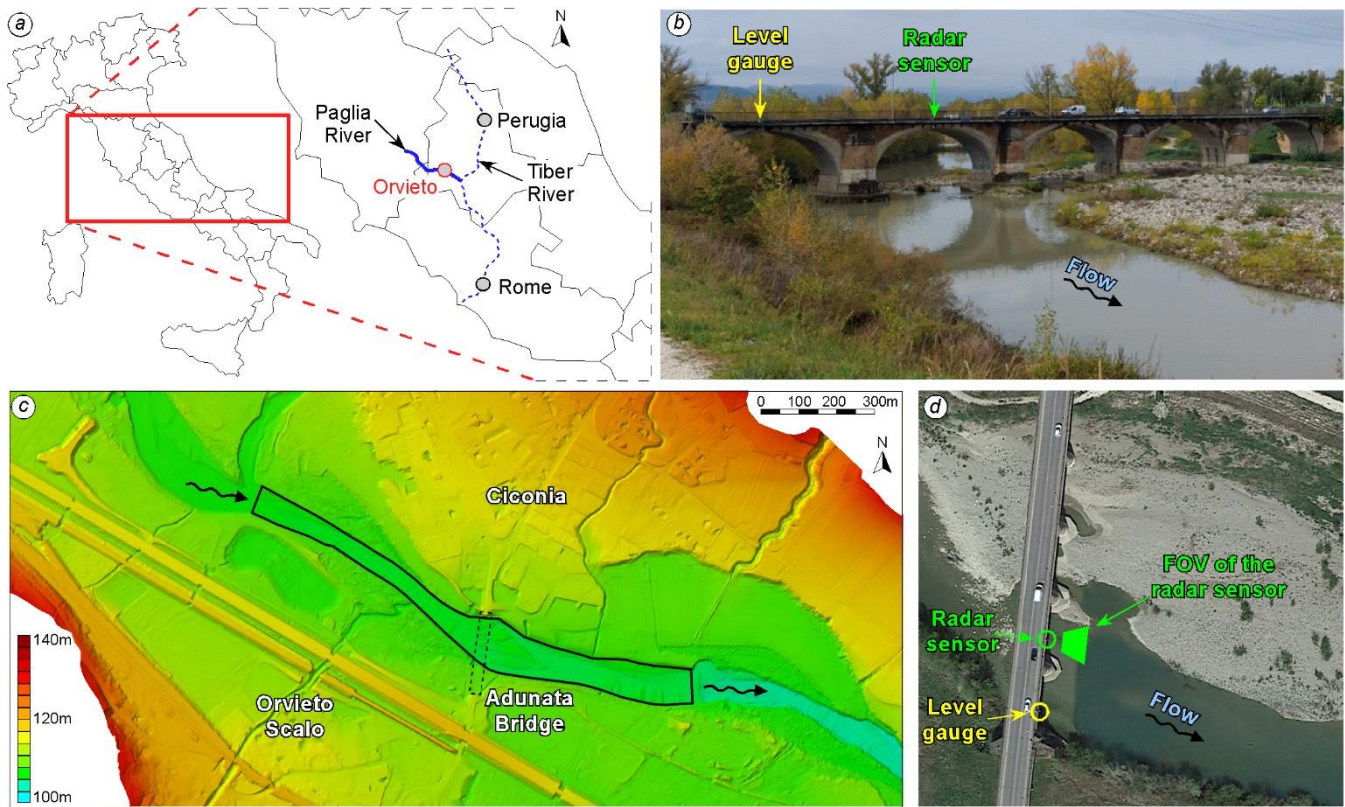 a
N
Paglia
River
Perugia
Orvieto
Tiber
River
Rome
b
Level
gauge
Radar
sensor
Flow
c
0 100 200 300m
N
Ciconia
140m
120m
100m
Orvieto
Scalo
Adunata
Bridge
d
FOV of the
radar sensor
Radar
sensor
Level
gauge
Flow